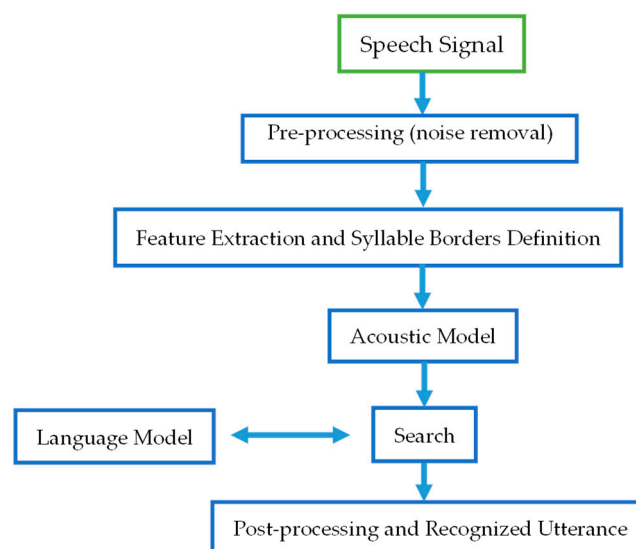 Speech Signal
Pre-processing (noise removal)
Feature Extraction and Syllable Borders Definition
Acoustic Model
Language Model
Search
Post-processing and Recognized Utterance